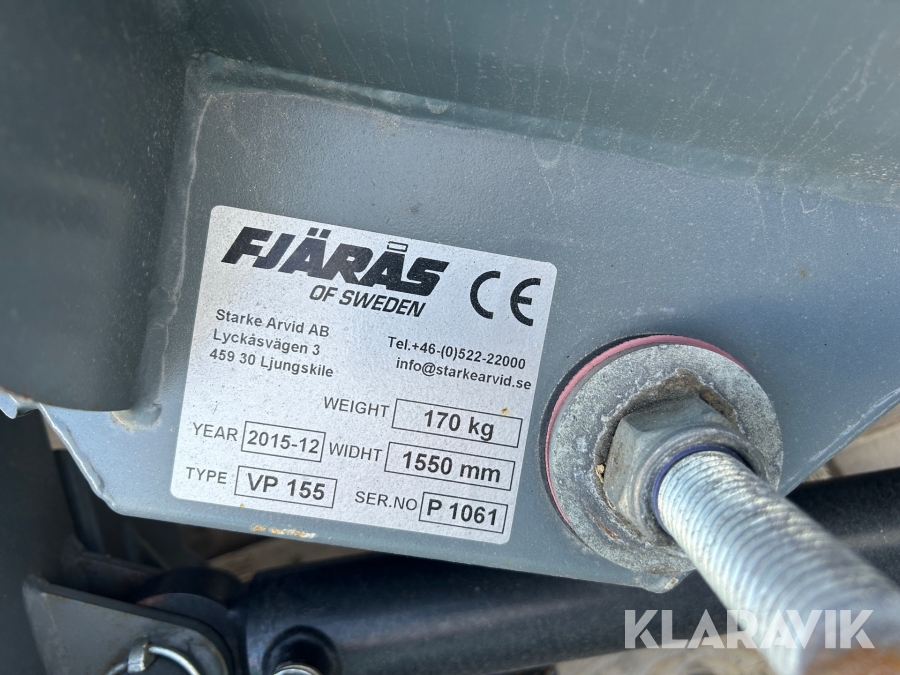 FJÄRÅS
OF SWEDEN
CE
Starke Arvid AB
Lyckåsvägen 3
459 30 Ljungskile
Tel.+46-(0)522-22000
info@starkearvid.se
WEIGHT 170 kg
YEAR 2015-12 WIDHT 1550 mm
TYPE VP 155 SER.NO P 1061
KLARAVIK